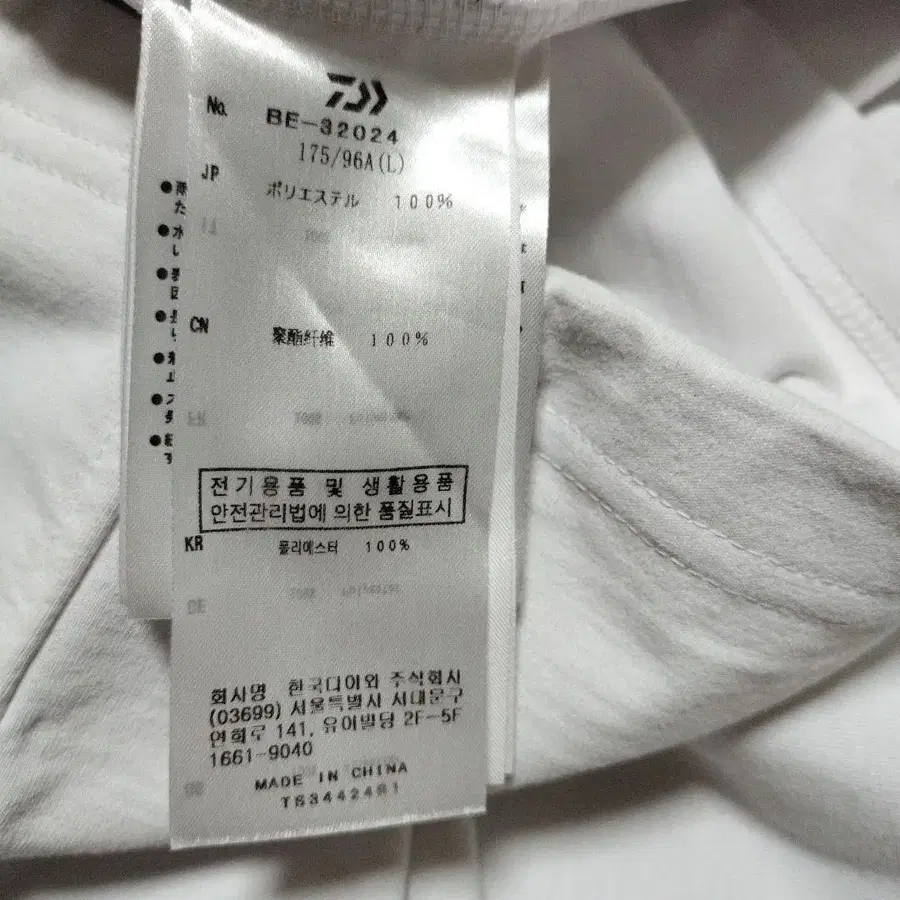 No. BE-32024
175/96A(L)
JP ポリエステル 100%
CN 聚酯纤维 100%
전기용품 및 생활용품
안전관리법에 의한 품질표시
KR 폴리에스터 100%
회사명 한국다이와 주식회사
(03699) 서울특별시 서대문구
연희로 141, 유아빌딩 2F-5F
1661-9040
MADE IN CHINA